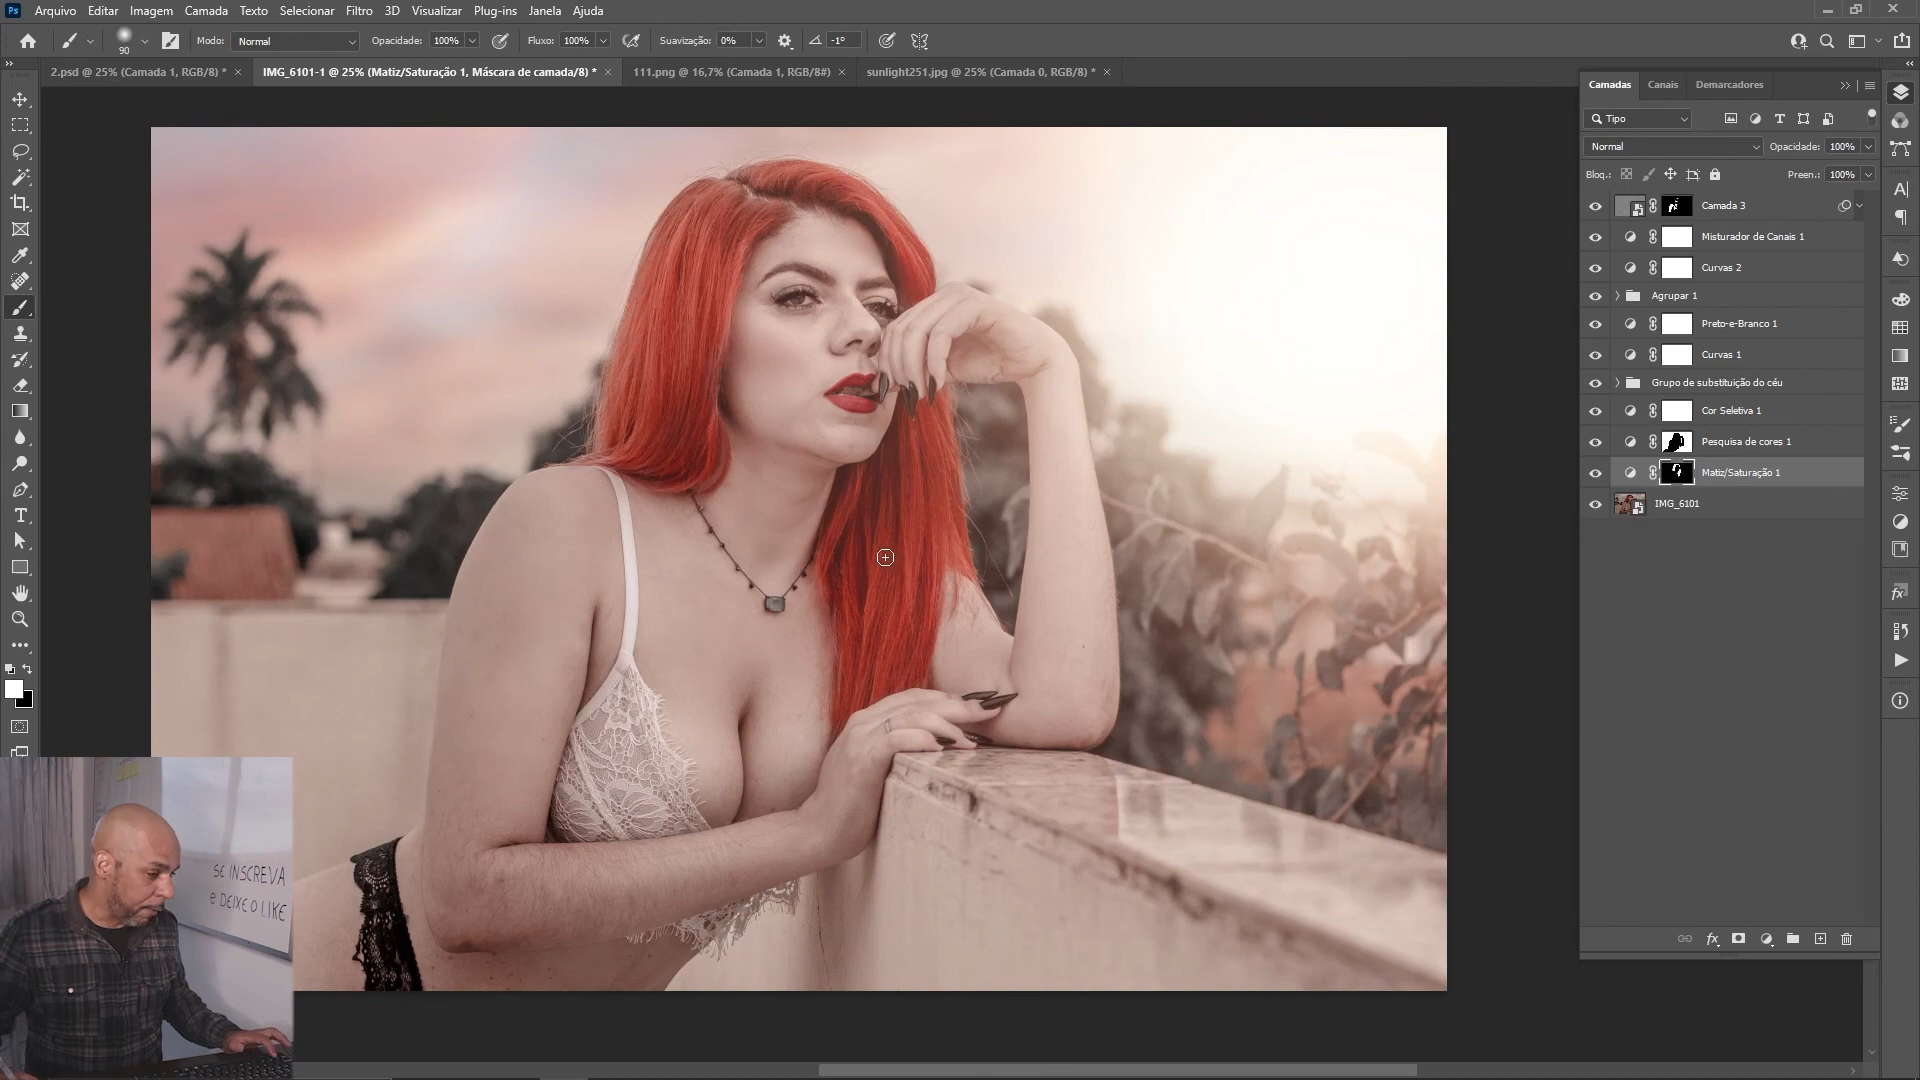 Ps Arquivo Editar Imagem Camada Texto Selecionar Filtro 3D Visualizar Plug-ins Janela Ajuda
90 Modo: Normal Opacidade: 100% Fluxo: 100% Suavização: 0% -1°
2.psd @ 25% (Camada 1, RGB/8) * × IMG_6101-1 @ 25% (Matiz/Saturação 1, Máscara de camada/8) * × 111.png @ 16,7% (Camada 1, RGB/8#) × sunlight251.jpg @ 25% (Camada 0, RGB/8) * ×
Camadas Canais Demarcadores
Tipo
Normal Opacidade: 100%
Bloq.: Preen.: 100%
Camada 3
Misturador de Canais 1
Curvas 2
Agrupar 1
Preto-e-Branco 1
Curvas 1
Grupo de substituição do céu
Cor Seletiva 1
Pesquisa de cores 1
Matiz/Saturação 1
IMG_6101
fx
SE INSCREVA
e DEIXE O LIKE